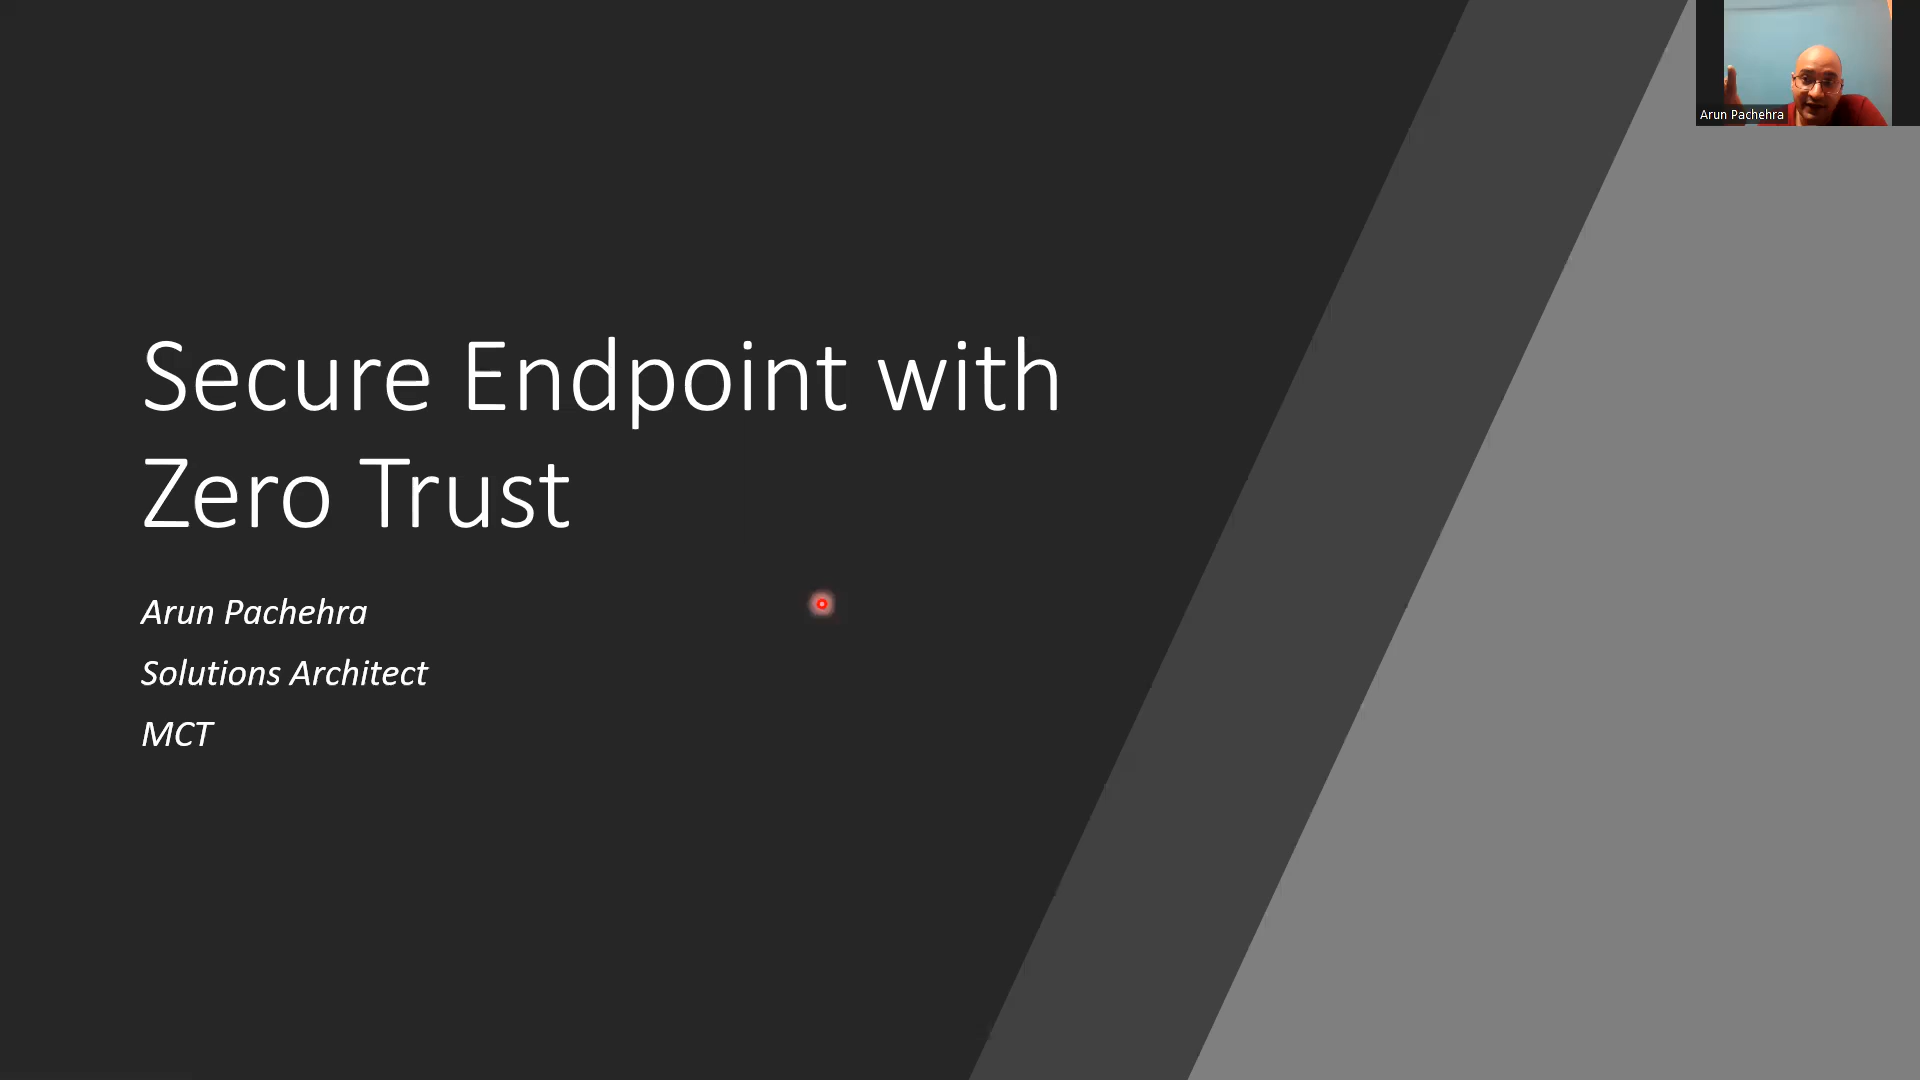 Secure Endpoint with
Zero Trust
Arun Pachehra
Solutions Architect
MCT
Arun Pachehra